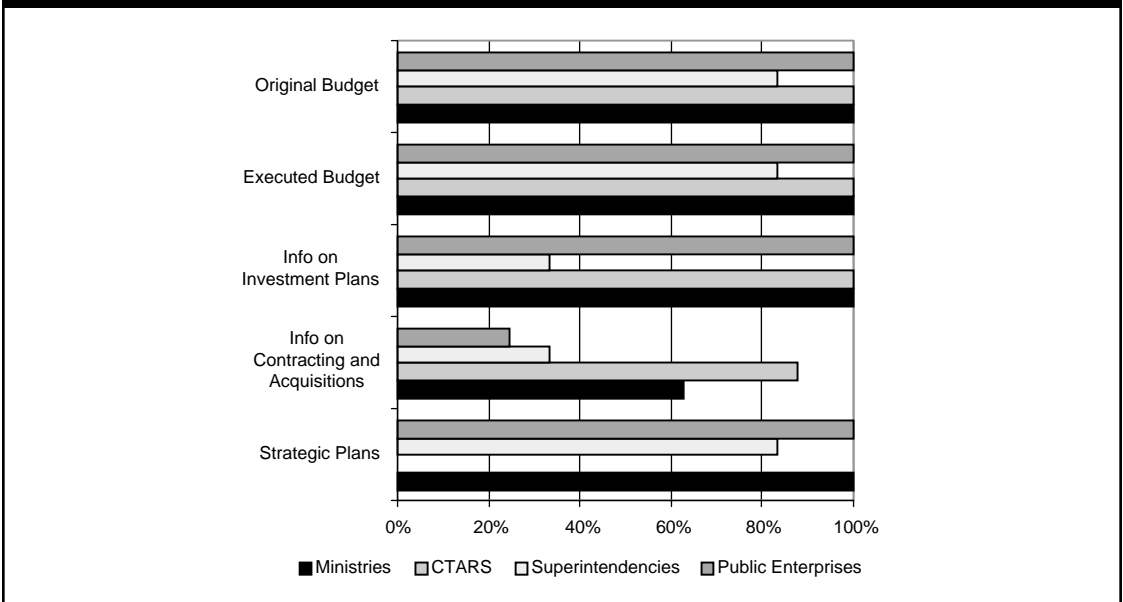 Original Budget
Executed Budget
Info on
Investment Plans
Info on
Contracting and
Acquisitions
Strategic Plans
0% 20% 40% 60% 80% 100%
Ministries CTARS Superintendencies Public Enterprises